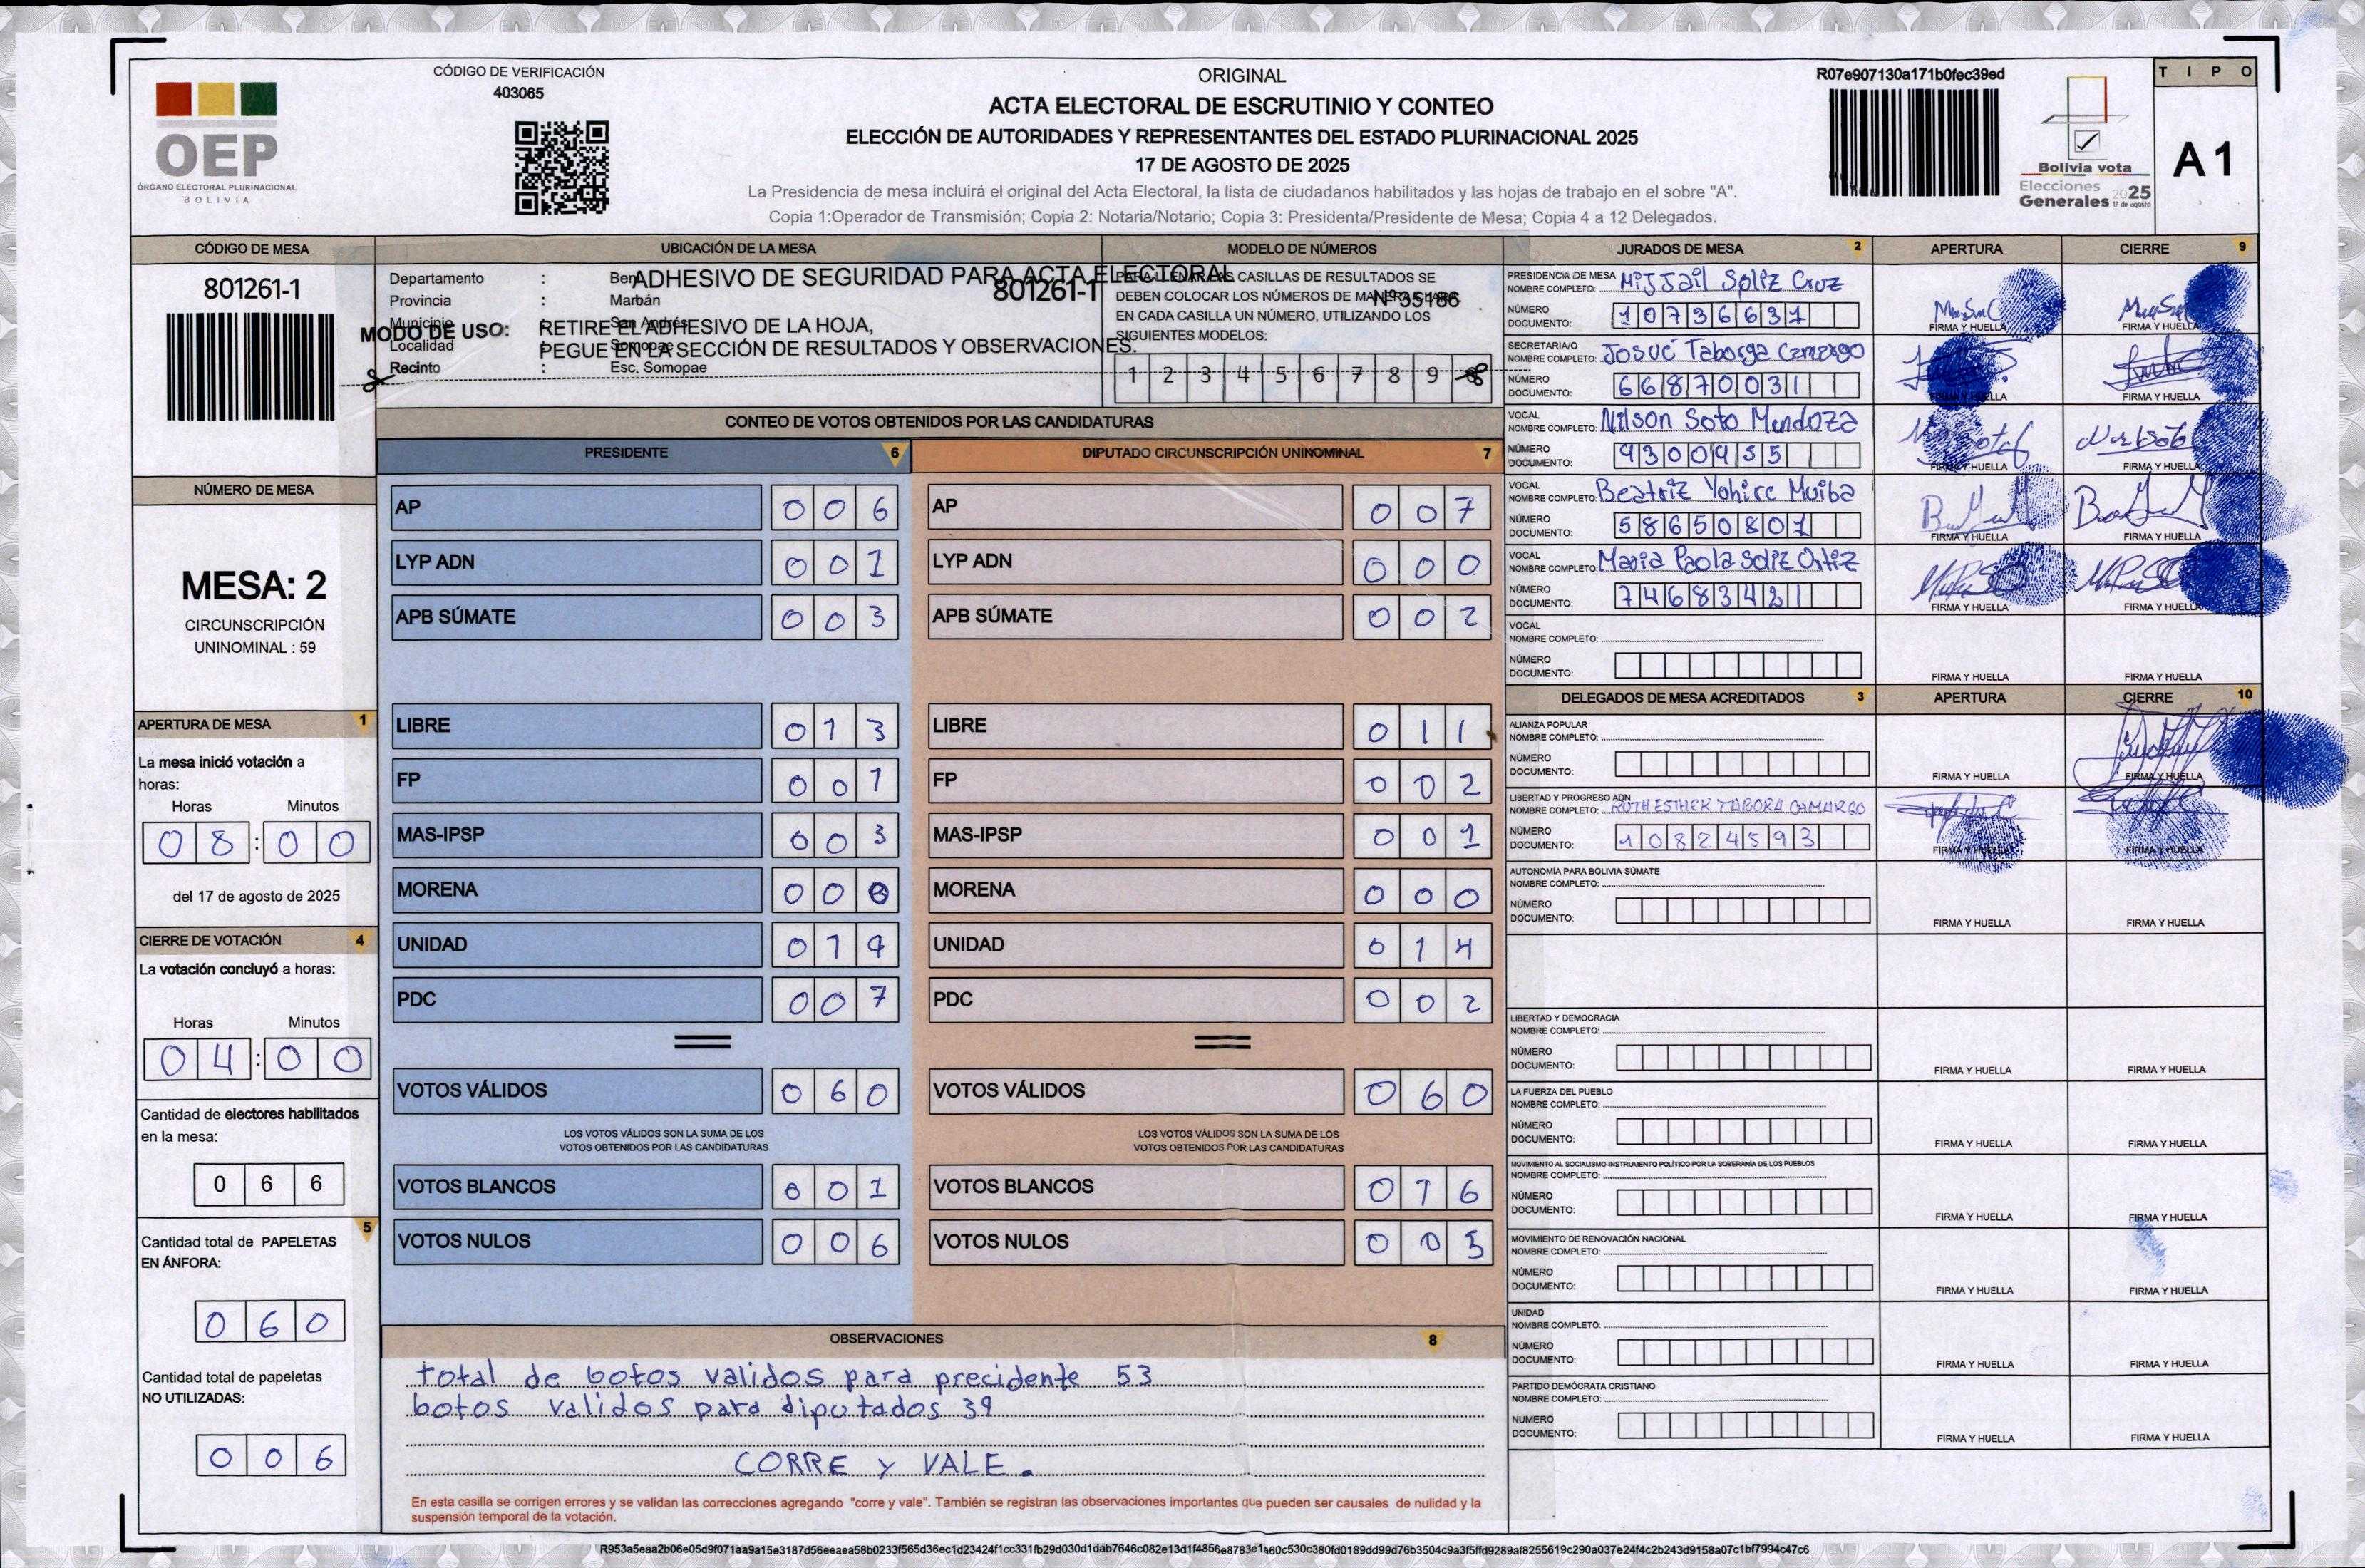 CÓDIGO DE VERIFICACIÓN
403065
OEP
ÓRGANO ELECTORAL PLURINACIONAL
BOLIVIA
ORIGINAL
ACTA ELECTORAL DE ESCRUTINIO Y CONTEO
ELECCIÓN DE AUTORIDADES Y REPRESENTANTES DEL ESTADO PLURINACIONAL 2025
17 DE AGOSTO DE 2025
La Presidencia de mesa incluirá el original del Acta Electoral, la lista de ciudadanos habilitados y las hojas de trabajo en el sobre "A".
Copia 1:Operador de Transmisión; Copia 2: Notaria/Notario; Copia 3: Presidenta/Presidente de Mesa; Copia 4 a 12 Delegados.
R07e907130a171b0fec39ed
Bolivia vota
Elecciones
Generales 2025
17 de agosto
TIPO
A1
CÓDIGO DE MESA
801261-1
NÚMERO DE MESA
MESA: 2
CIRCUNSCRIPCIÓN
UNINOMINAL : 59
APERTURA DE MESA 1
La mesa inició votación a
horas:
Horas Minutos
08:00
del 17 de agosto de 2025
CIERRE DE VOTACIÓN 4
La votación concluyó a horas:
Horas Minutos
04:00
Cantidad de electores habilitados
en la mesa:
066
5
Cantidad total de PAPELETAS
EN ÁNFORA:
060
Cantidad total de papeletas
NO UTILIZADAS:
006
UBICACIÓN DE LA MESA
Departamento : Beni
Provincia : Marbán
Municipio : San Andrés
Localidad : Somopae
Recinto : Esc. Somopae
ADHESIVO DE SEGURIDAD PARA ACTA ELECTORAL
801261-1
MODO DE USO: RETIRE EL ADHESIVO DE LA HOJA,
PEGUE EN LA SECCIÓN DE RESULTADOS Y OBSERVACIONES.
MODELO DE NÚMEROS
PARA LLENAR LAS CASILLAS DE RESULTADOS SE
DEBEN COLOCAR LOS NÚMEROS DE MANERA CLARA
EN CADA CASILLA UN NÚMERO, UTILIZANDO LOS
SIGUIENTES MODELOS:
1 2 3 4 5 6 7 8 9 0
CONTEO DE VOTOS OBTENIDOS POR LAS CANDIDATURAS
PRESIDENTE 6
AP 006
LYP ADN 001
APB SÚMATE 003
LIBRE 013
FP 001
MAS-IPSP 003
MORENA 000
UNIDAD 019
PDC 007
VOTOS VÁLIDOS 060
LOS VOTOS VÁLIDOS SON LA SUMA DE LOS
VOTOS OBTENIDOS POR LAS CANDIDATURAS
VOTOS BLANCOS 001
VOTOS NULOS 006
DIPUTADO CIRCUNSCRIPCIÓN UNINOMINAL 7
AP 007
LYP ADN 000
APB SÚMATE 002
LIBRE 011
FP 002
MAS-IPSP 001
MORENA 000
UNIDAD 014
PDC 002
VOTOS VÁLIDOS 060
LOS VOTOS VÁLIDOS SON LA SUMA DE LOS
VOTOS OBTENIDOS POR LAS CANDIDATURAS
VOTOS BLANCOS 016
VOTOS NULOS 005
OBSERVACIONES 8
total de botos validos para precidente 53
botos validos para diputados 39
CORRE y VALE.
En esta casilla se corrigen errores y se validan las correcciones agregando "corre y vale". También se registran las observaciones importantes que pueden ser causales de nulidad y la
suspensión temporal de la votación.
JURADOS DE MESA 2 APERTURA CIERRE 9
PRESIDENCIA DE MESA
NOMBRE COMPLETO: Mijjail Soliz Cruz
NÚMERO
DOCUMENTO: 10736631
FIRMA Y HUELLA FIRMA Y HUELLA
SECRETARIA/O
NOMBRE COMPLETO: Josué Taborga Camargo
NÚMERO
DOCUMENTO: 66870031
FIRMA Y HUELLA FIRMA Y HUELLA
VOCAL
NOMBRE COMPLETO: Nilson Soto Mendoza
NÚMERO
DOCUMENTO:
FIRMA Y HUELLA FIRMA Y HUELLA
VOCAL
NOMBRE COMPLETO: Beatriz Yohire Muiba
NÚMERO
DOCUMENTO: 58650801
FIRMA Y HUELLA FIRMA Y HUELLA
VOCAL
NOMBRE COMPLETO: Maria Paola Soliz Ortiz
NÚMERO
DOCUMENTO: 74683421
FIRMA Y HUELLA FIRMA Y HUELLA
VOCAL
NOMBRE COMPLETO:
NÚMERO
DOCUMENTO:
FIRMA Y HUELLA FIRMA Y HUELLA
DELEGADOS DE MESA ACREDITADOS 3 APERTURA CIERRE 10
ALIANZA POPULAR
NOMBRE COMPLETO:
NÚMERO
DOCUMENTO:
FIRMA Y HUELLA FIRMA Y HUELLA
LIBERTAD Y PROGRESO ADN
NOMBRE COMPLETO: RUTH ESTHER TABORA CAMARGO
NÚMERO
DOCUMENTO: 10824593
FIRMA Y HUELLA FIRMA Y HUELLA
AUTONOMÍA PARA BOLIVIA SÚMATE
NOMBRE COMPLETO:
NÚMERO
DOCUMENTO:
FIRMA Y HUELLA FIRMA Y HUELLA
LIBERTAD Y DEMOCRACIA
NOMBRE COMPLETO:
NÚMERO
DOCUMENTO:
FIRMA Y HUELLA FIRMA Y HUELLA
LA FUERZA DEL PUEBLO
NOMBRE COMPLETO:
NÚMERO
DOCUMENTO:
FIRMA Y HUELLA FIRMA Y HUELLA
MOVIMIENTO AL SOCIALISMO-INSTRUMENTO POLÍTICO POR LA SOBERANÍA DE LOS PUEBLOS
NOMBRE COMPLETO:
NÚMERO
DOCUMENTO:
FIRMA Y HUELLA FIRMA Y HUELLA
MOVIMIENTO DE RENOVACIÓN NACIONAL
NOMBRE COMPLETO:
NÚMERO
DOCUMENTO:
FIRMA Y HUELLA FIRMA Y HUELLA
UNIDAD
NOMBRE COMPLETO:
NÚMERO
DOCUMENTO:
FIRMA Y HUELLA FIRMA Y HUELLA
PARTIDO DEMÓCRATA CRISTIANO
NOMBRE COMPLETO:
NÚMERO
DOCUMENTO:
FIRMA Y HUELLA FIRMA Y HUELLA